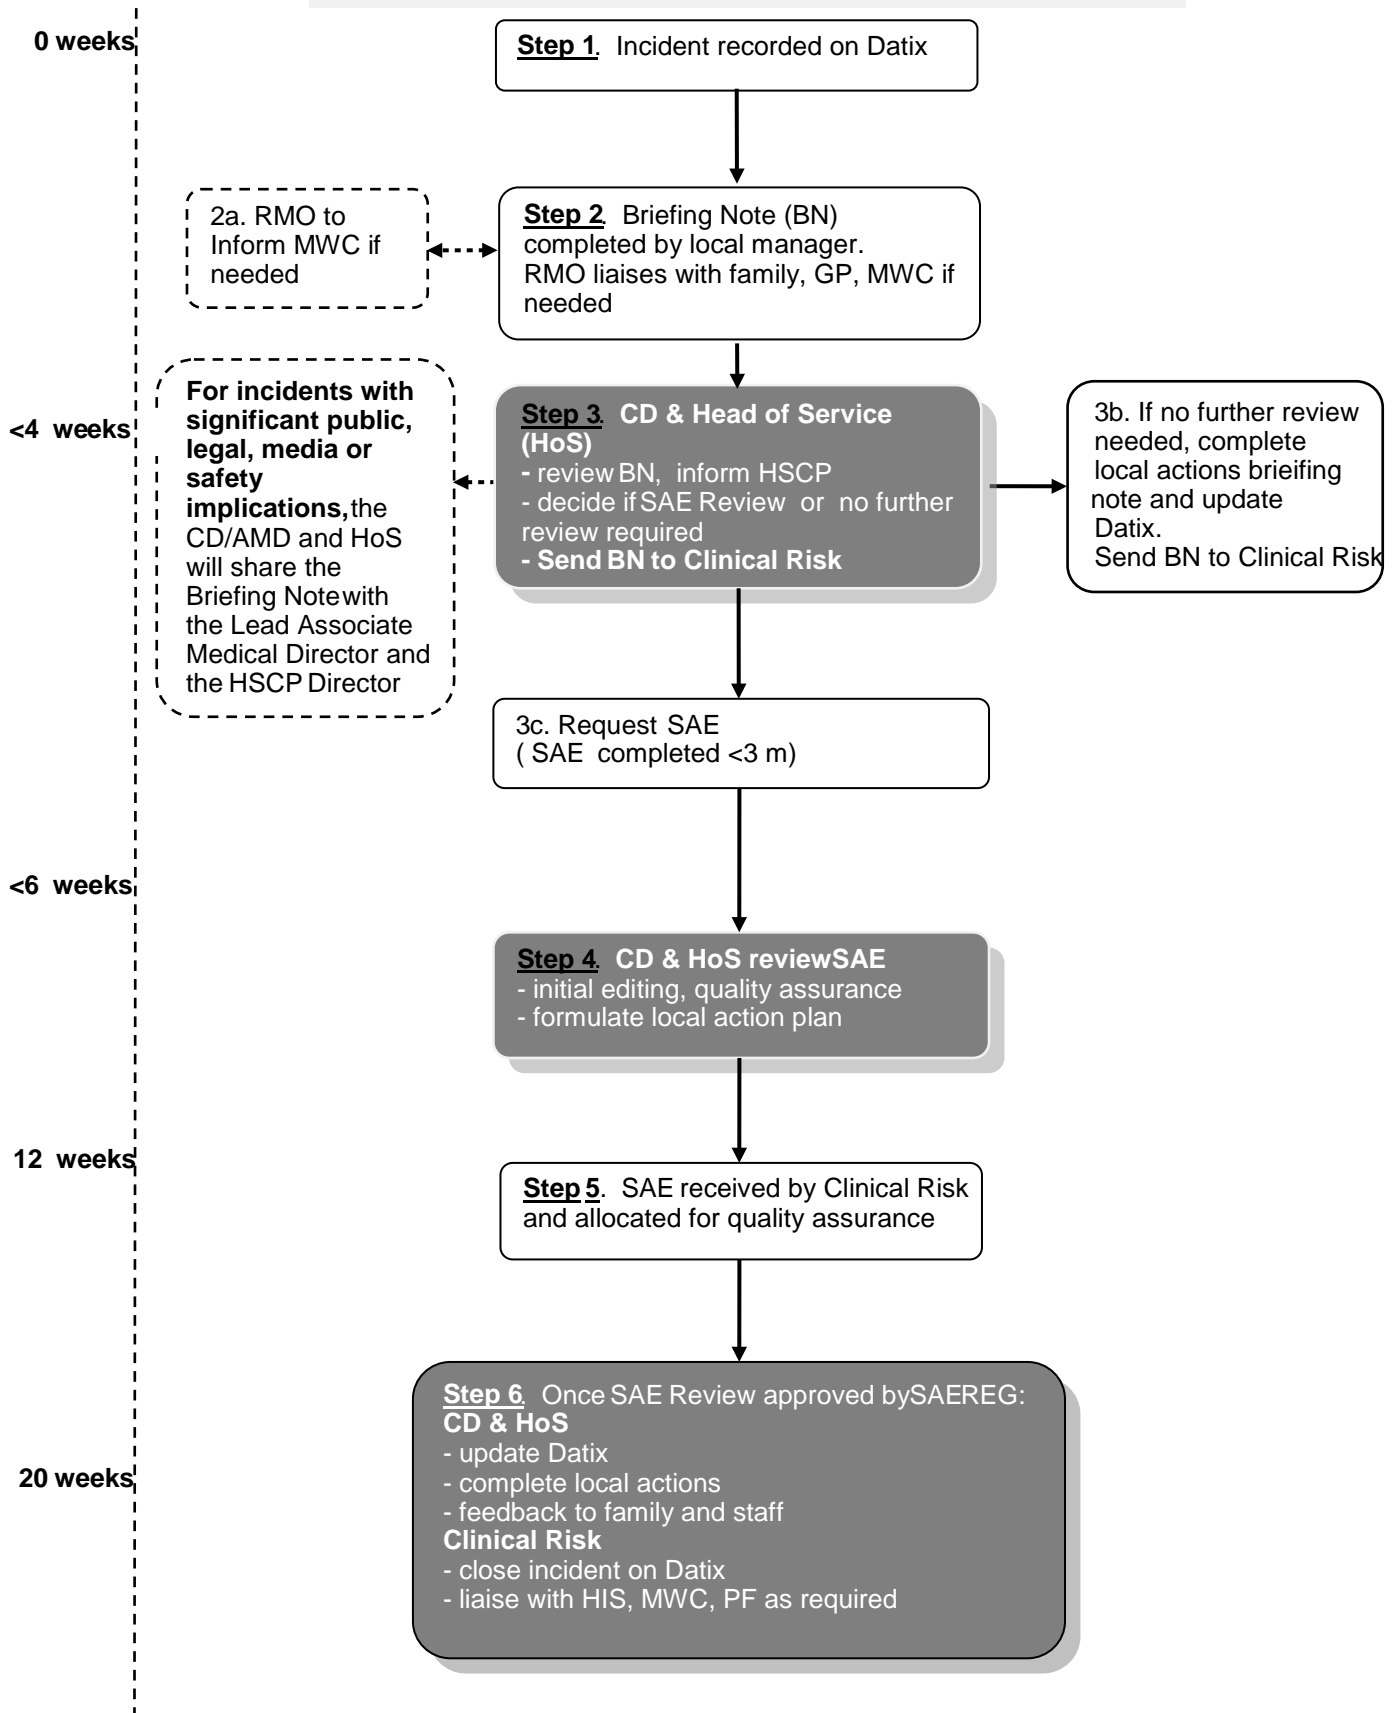 0 weeks
Step 1. Incident recorded on Datix
2a. RMO to
Inform MWC if
needed
Step 2. Briefing Note (BN)
completed by local manager.
RMO liaises with family, GP, MWC if
needed
<4 weeks
For incidents with
significant public,
legal, media or
safety
implications, the
CD/AMD and HoS
will share the
Briefing Note with
the Lead Associate
Medical Director and
the HSCP Director
Step 3. CD & Head of Service
(HoS)
- review BN, inform HSCP
- decide if SAE Review or no further
review required
- Send BN to Clinical Risk
3b. If no further review
needed, complete
local actions brieifing
note and update
Datix.
Send BN to Clinical Risk
3c. Request SAE
( SAE completed <3 m)
<6 weeks
Step 4. CD & HoS reviewSAE
- initial editing, quality assurance
- formulate local action plan
12 weeks
Step 5. SAE received by Clinical Risk
and allocated for quality assurance
20 weeks
Step 6. Once SAE Review approved bySAEREG:
CD & HoS
- update Datix
- complete local actions
- feedback to family and staff
Clinical Risk
- close incident on Datix
- liaise with HIS, MWC, PF as required